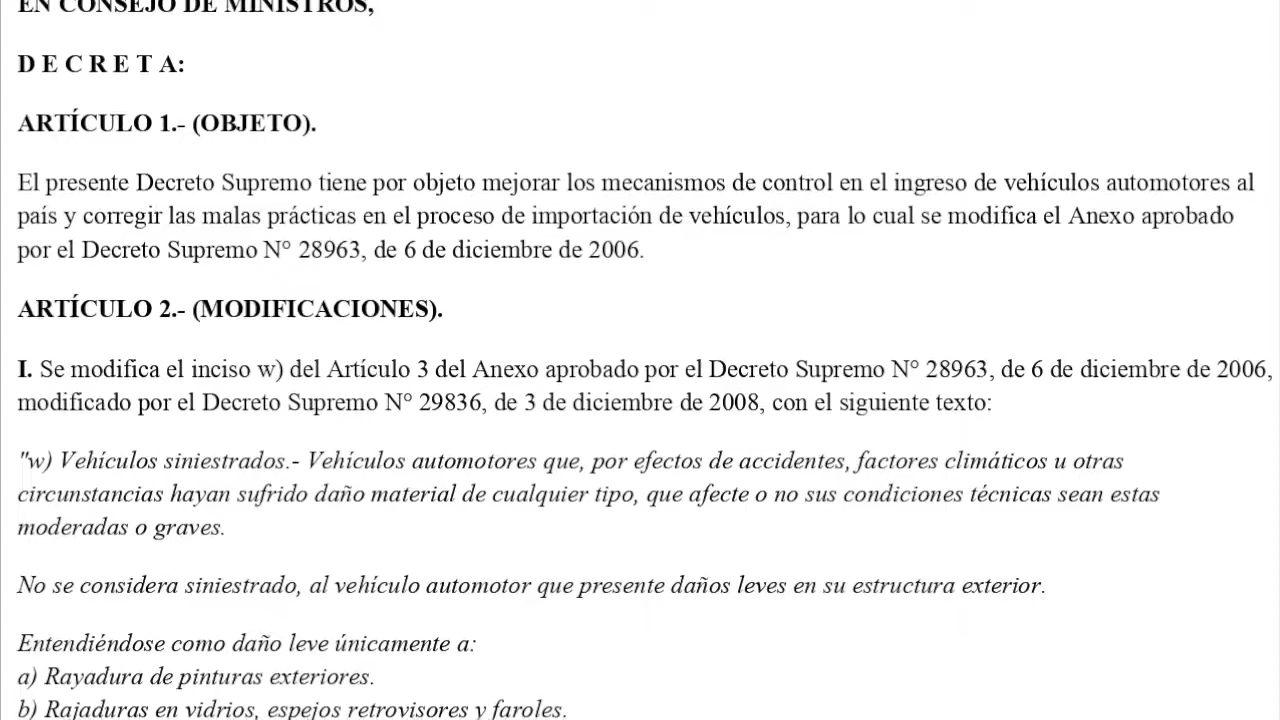 EN CONSEJO DE MINISTROS,
D E C R E T A:
ARTÍCULO 1.- (OBJETO).
El presente Decreto Supremo tiene por objeto mejorar los mecanismos de control en el ingreso de vehículos automotores al
país y corregir las malas prácticas en el proceso de importación de vehículos, para lo cual se modifica el Anexo aprobado
por el Decreto Supremo N° 28963, de 6 de diciembre de 2006.
ARTÍCULO 2.- (MODIFICACIONES).
I. Se modifica el inciso w) del Artículo 3 del Anexo aprobado por el Decreto Supremo N° 28963, de 6 de diciembre de 2006,
modificado por el Decreto Supremo N° 29836, de 3 de diciembre de 2008, con el siguiente texto:
"w) Vehículos siniestrados.- Vehículos automotores que, por efectos de accidentes, factores climáticos u otras
circunstancias hayan sufrido daño material de cualquier tipo, que afecte o no sus condiciones técnicas sean estas
moderadas o graves.
No se considera siniestrado, al vehículo automotor que presente daños leves en su estructura exterior.
Entendiéndose como daño leve únicamente a:
a) Rayadura de pinturas exteriores.
b) Rajaduras en vidrios, espejos retrovisores y faroles.